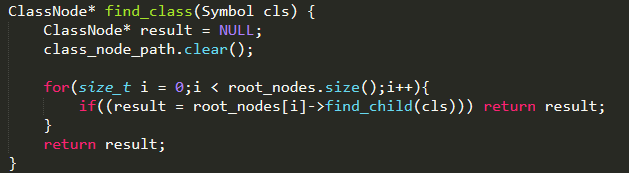 ClassNode* find_class(Symbol cls) {
    ClassNode* result = NULL;
    class_node_path.clear();

    for(size_t i = 0;i < root_nodes.size();i++){
        if((result = root_nodes[i]->find_child(cls))) return result;
    }
    return result;
}